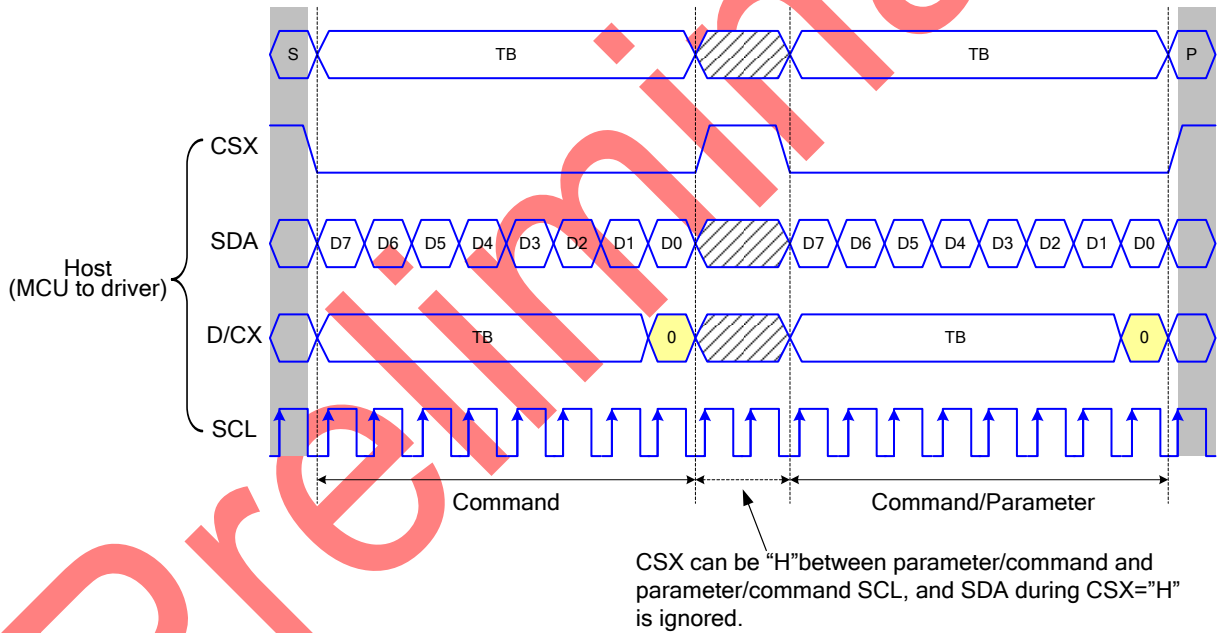 S TB TB P
CSX
SDA D7 D6 D5 D4 D3 D2 D1 D0 D7 D6 D5 D4 D3 D2 D1 D0
Host
(MCU to driver)
D/CX TB 0 TB 0
SCL
Command Command/Parameter
CSX can be “H”between parameter/command and
parameter/command SCL, and SDA during CSX=”H”
is ignored.